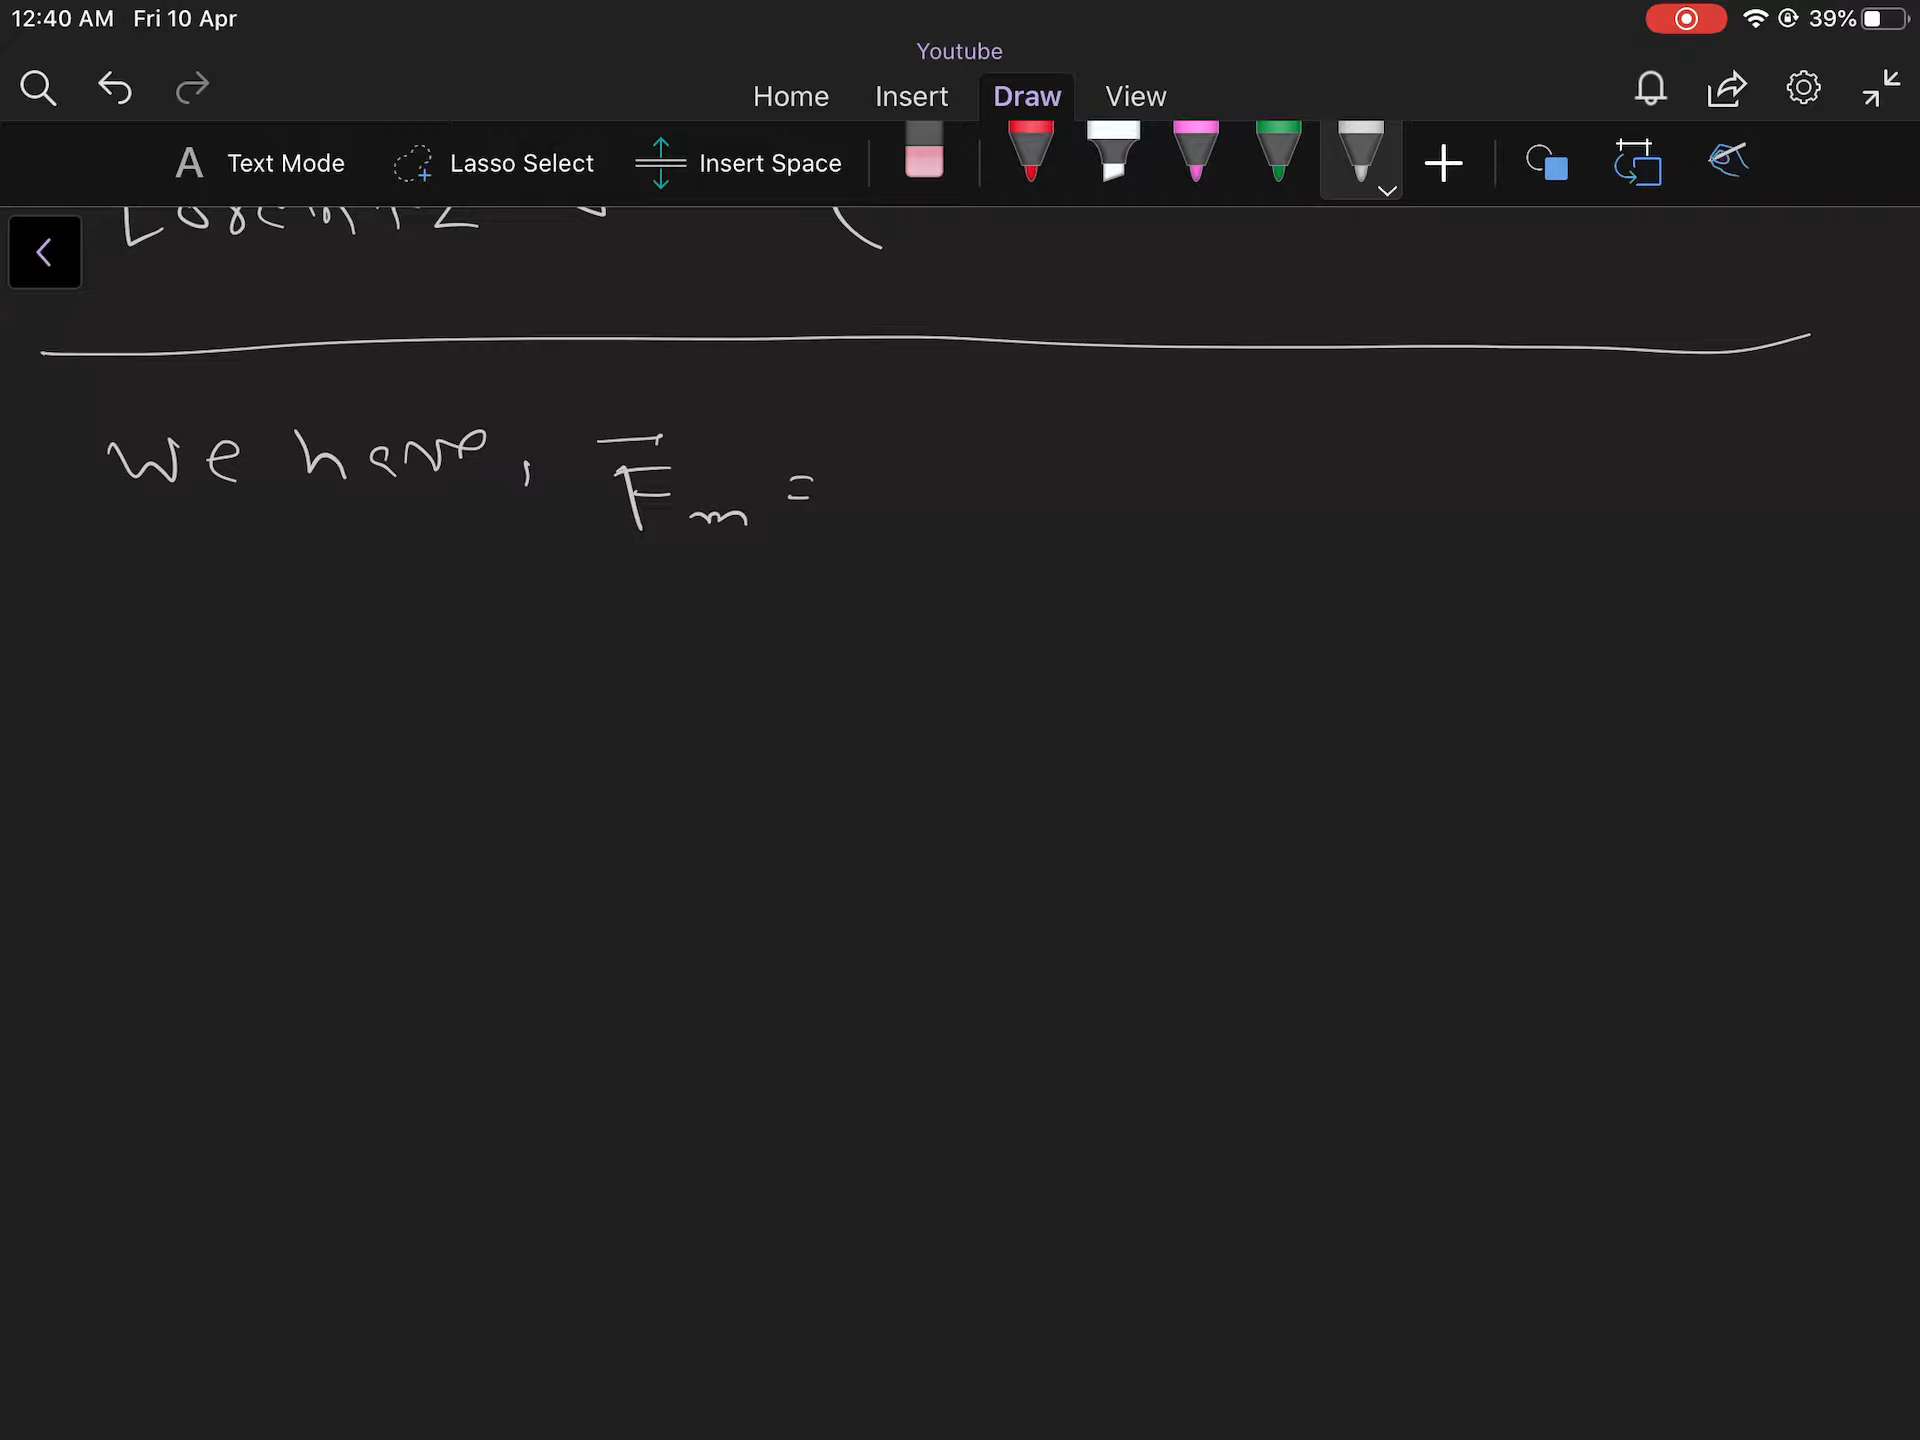 12:40 AM Fri 10 Apr
39%
Youtube
Home Insert Draw View
A Text Mode Lasso Select Insert Space
We have, F̅m =